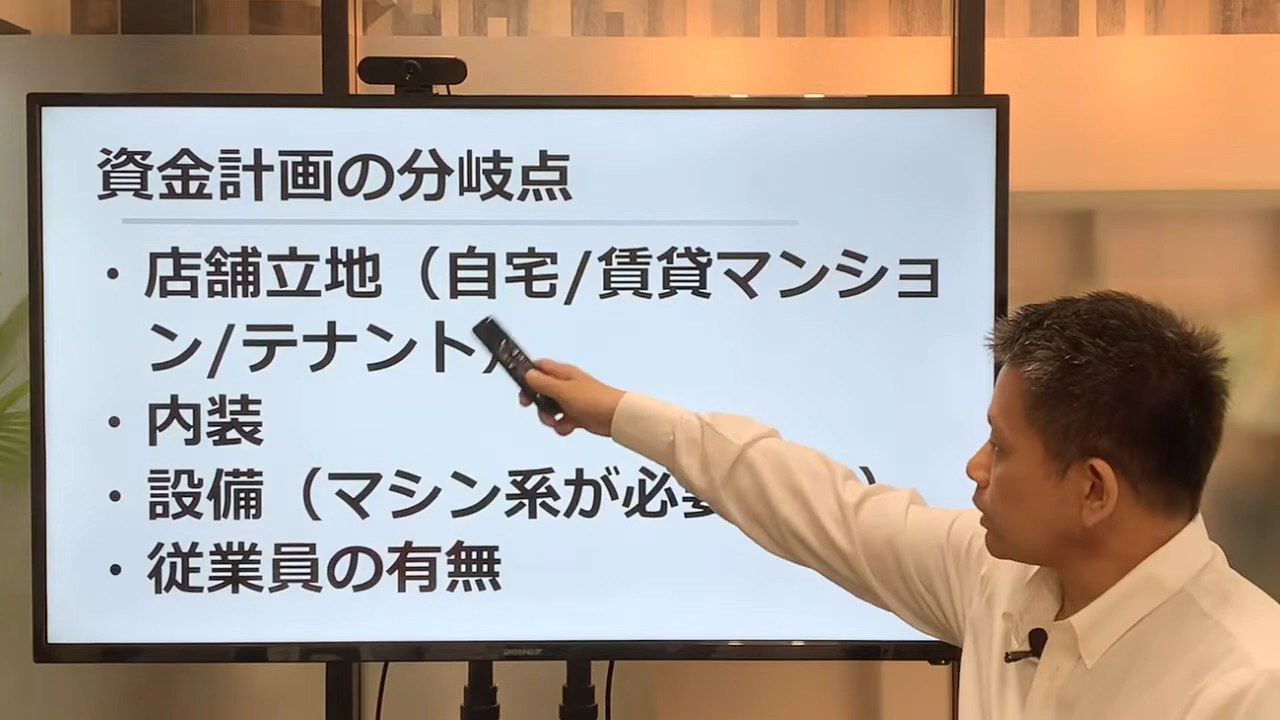 資金計画の分岐点
・店舗立地（自宅/賃貸マンショ
ン/テナント）
・内装
・設備（マシン系が必要 ）
・従業員の有無